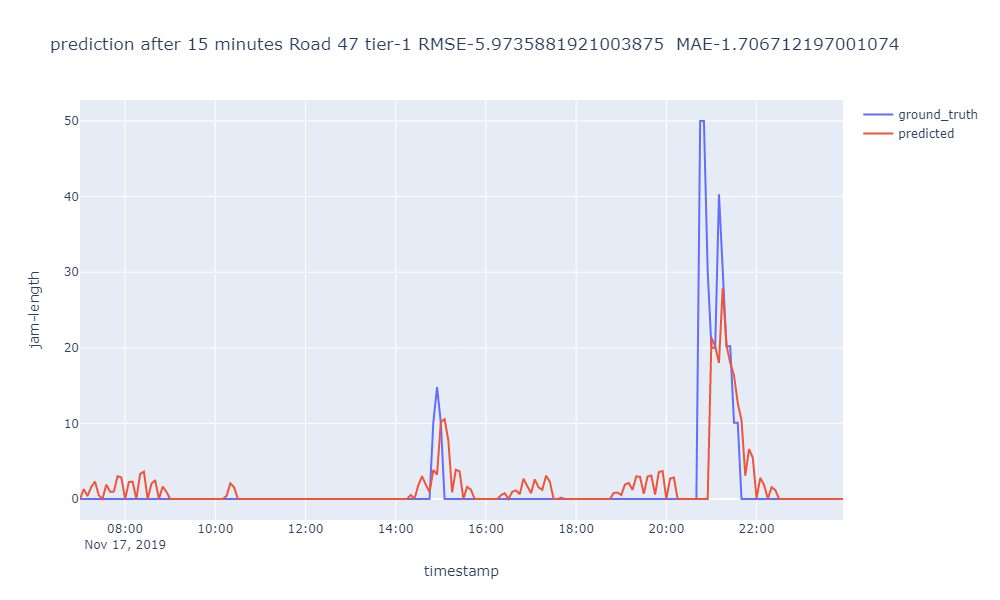 prediction after 15 minutes Road 47 tier-1 RMSE-5.9735881921003875  MAE-1.706712197001074
ground_truth
predicted
50
40
30
20
10
0
jam-length
08:00 10:00 12:00 14:00 16:00 18:00 20:00 22:00
Nov 17, 2019
timestamp